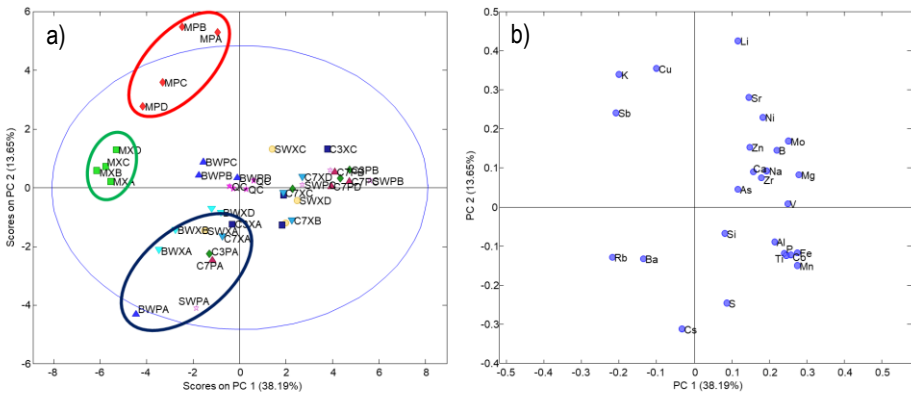 a)
6
4
2
0
-2
-4
-6
-8
-6
-4
-2
0
2
4
6
8
Scores on PC 2 (13.65%)
Scores on PC 1 (38.19%)
MPB
MPA
MPC
MPD
MXD
MXC
MXB
MXA
BWPC
BWPB
BWPD
QC
QC
QC
SWXC
C3XC
C7XD
SWPD
C7PB
C3PB
C7PC
SWPB
C7PD
C7XC
SWXD
C7XB
BWXD
C3XA
BWXB
SWXA
C7XA
BWXA
C3PA
C7PA
SWPA
BWPA
b)
0.5
0.4
0.3
0.2
0.1
0
-0.1
-0.2
-0.3
-0.4
-0.5
-0.4
-0.3
-0.2
-0.1
0
0.1
0.2
0.3
0.4
0.5
PC 2 (13.65%)
PC 1 (38.19%)
Li
Cu
K
Sr
Sb
Ni
Mo
Zn
B
Ca
Na
Mg
Zr
As
V
Si
Al
P
Fe
Ti
Co
Mn
Rb
Ba
S
Cs